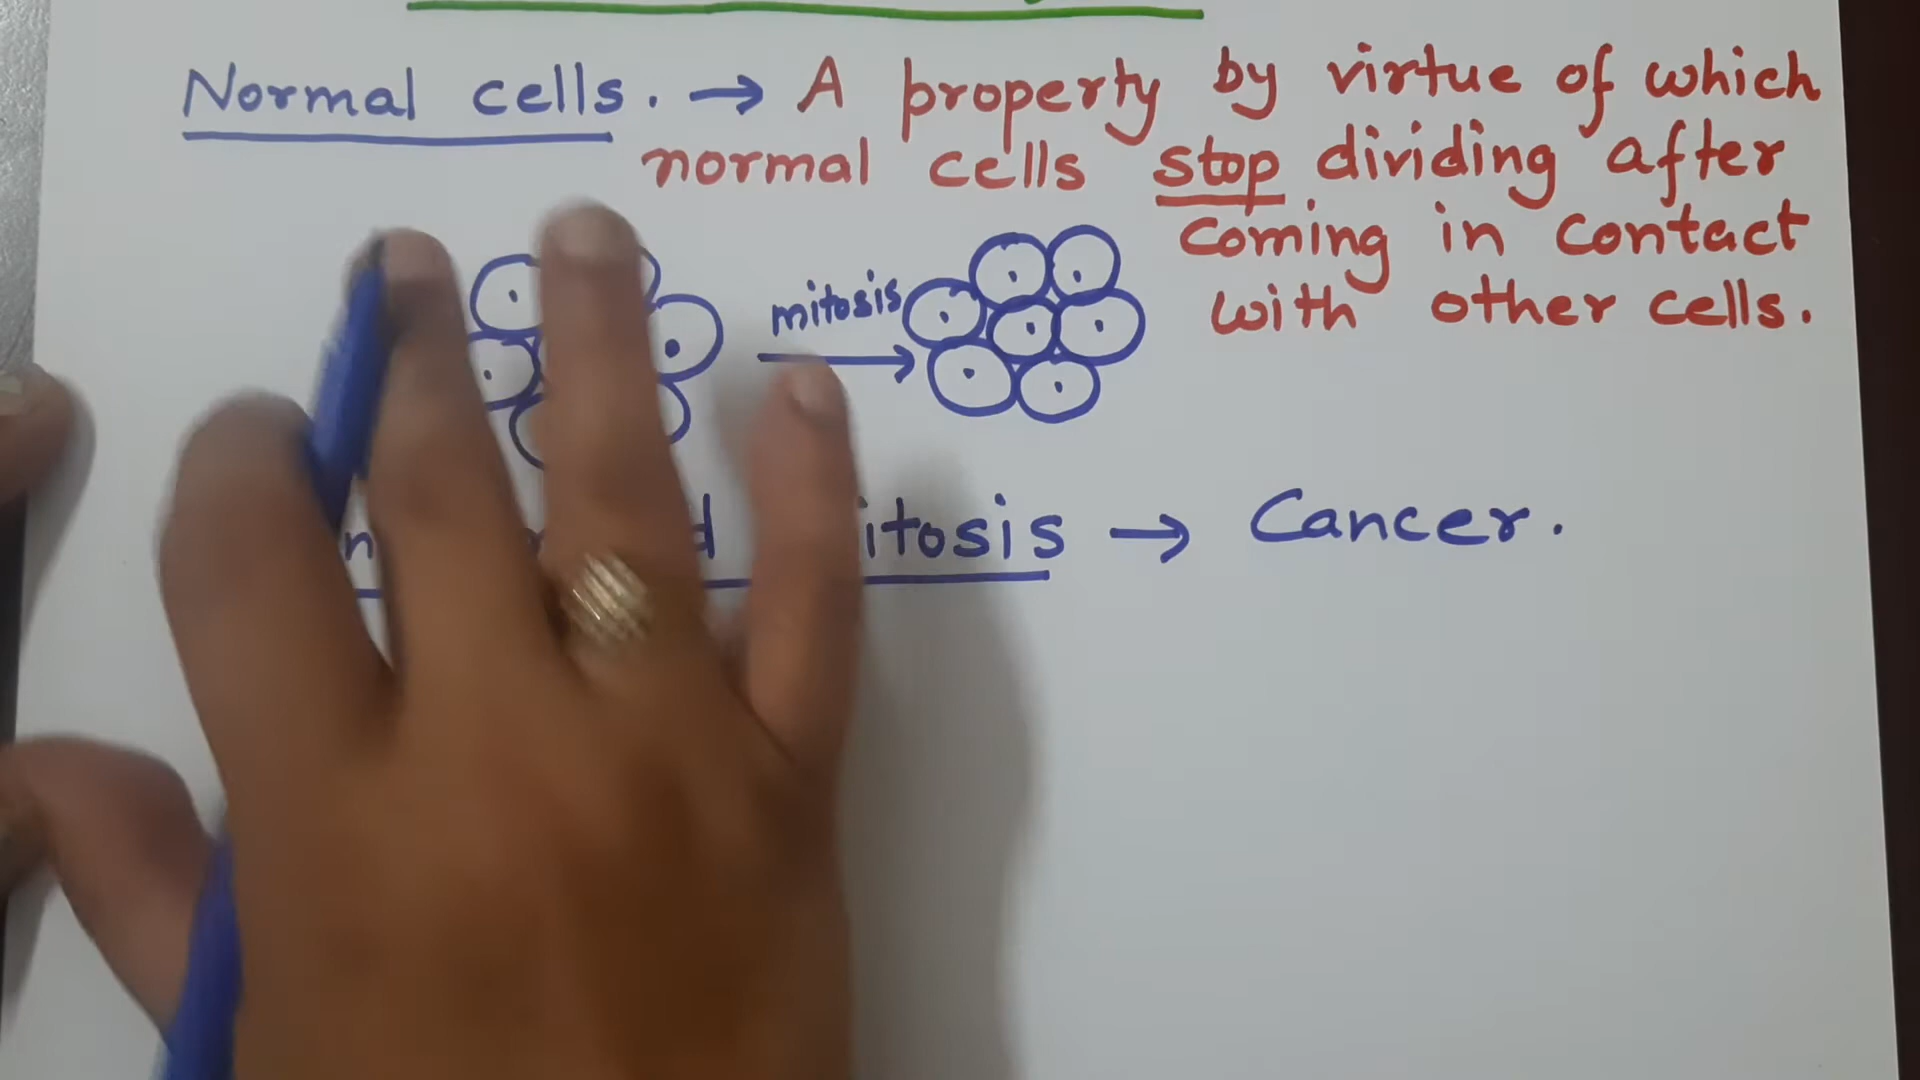 Normal cells. → A property by virtue of which
normal cells stop dividing after
coming in contact
with other cells.
mitosis
→ Cancer.